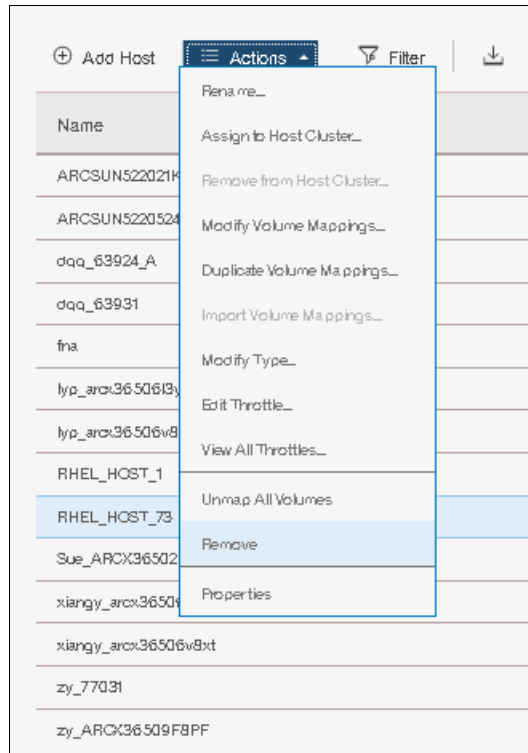 Add Host Actions Filter
Rename...
Name
Assign to Host Cluster...
ARCSUN522021K
Remove from Host Cluster...
ARCSUN5220524
Modify Volume Mappings...
dqq_63924_A
Duplicate Volume Mappings...
dqq_63931
Import Volume Mappings...
fna
Modify Type...
Edit Throttle...
View All Throttles...
RHEL_HOST_1
Unmap All Volumes
RHEL_HOST_73
Remove
Sue_ARCX36502
Properties
xiangy_arcx36506v8xt
zy_77031
zy_ARCX36509F8PF